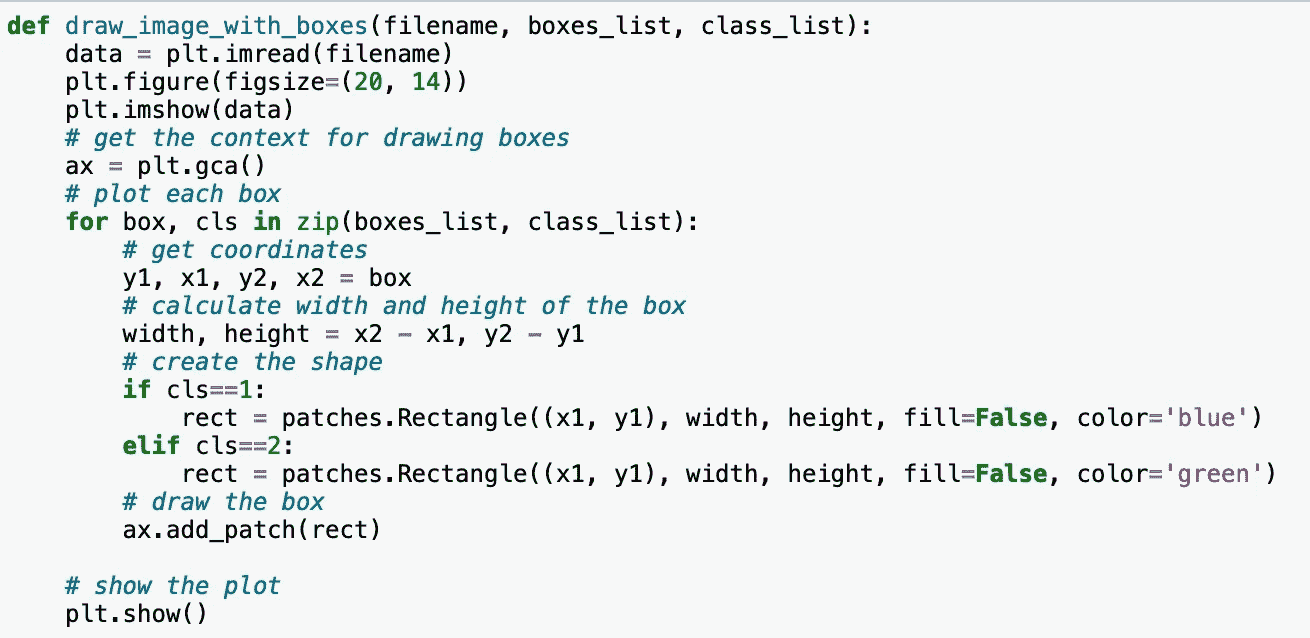 def draw_image_with_boxes(filename, boxes_list, class_list):
    data = plt.imread(filename)
    plt.figure(figsize=(20, 14))
    plt.imshow(data)
    # get the context for drawing boxes
    ax = plt.gca()
    # plot each box
    for box, cls in zip(boxes_list, class_list):
        # get coordinates
        y1, x1, y2, x2 = box
        # calculate width and height of the box
        width, height = x2 - x1, y2 - y1
        # create the shape
        if cls==1:
            rect = patches.Rectangle((x1, y1), width, height, fill=False, color='blue')
        elif cls==2:
            rect = patches.Rectangle((x1, y1), width, height, fill=False, color='green')
        # draw the box
        ax.add_patch(rect)

    # show the plot
    plt.show()